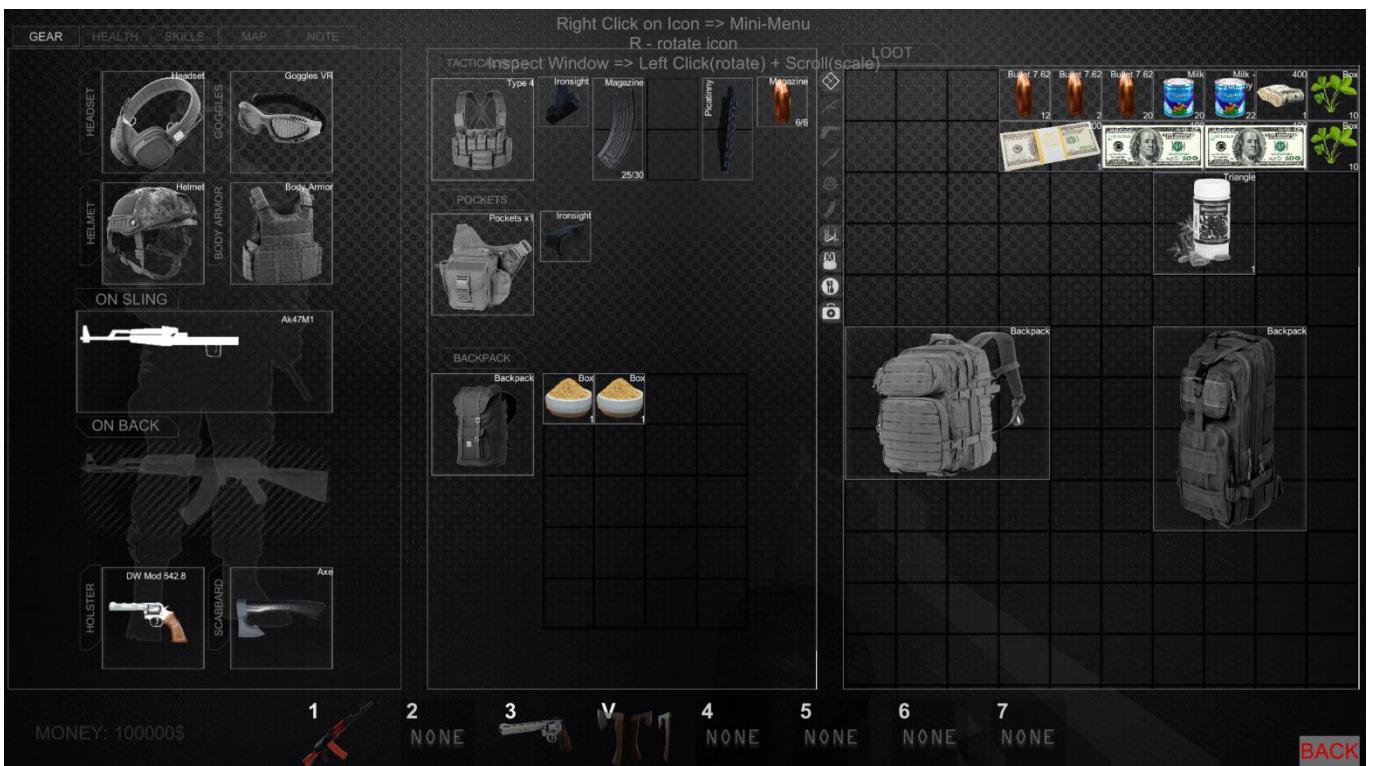 Right Click on Icon => Mini-Menu
R - rotate icon
Inspect Window => Left Click(rotate) + Scroll(scale)
GEAR HEALTH SKILLS MAP NOTE
HEADSET
Headset
GOGGLES
Goggles VR
HELMET
Helmet
BODY ARMOR
Body Armor
ON SLING
Ak47M1
ON BACK
HOLSTER
DW Mod 542.8
SCABBARD
Axe
Type 4
Ironsight
Magazine
25/30
Picatinny
Magazine
6/6
POCKETS
Pockets x1
Ironsight
BACKPACK
Backpack
Box
1
Box
1
LOOT
Bullet 7.62
12
Bullet 7.62
2
Bullet 7.62
20
Milk
20
Milk
22
400
1
Box
10
Box
10
Triangle
1
Backpack
Backpack
MONEY: 100000$
1
2 NONE
3
V
4 NONE
5 NONE
6 NONE
7 NONE
BACK